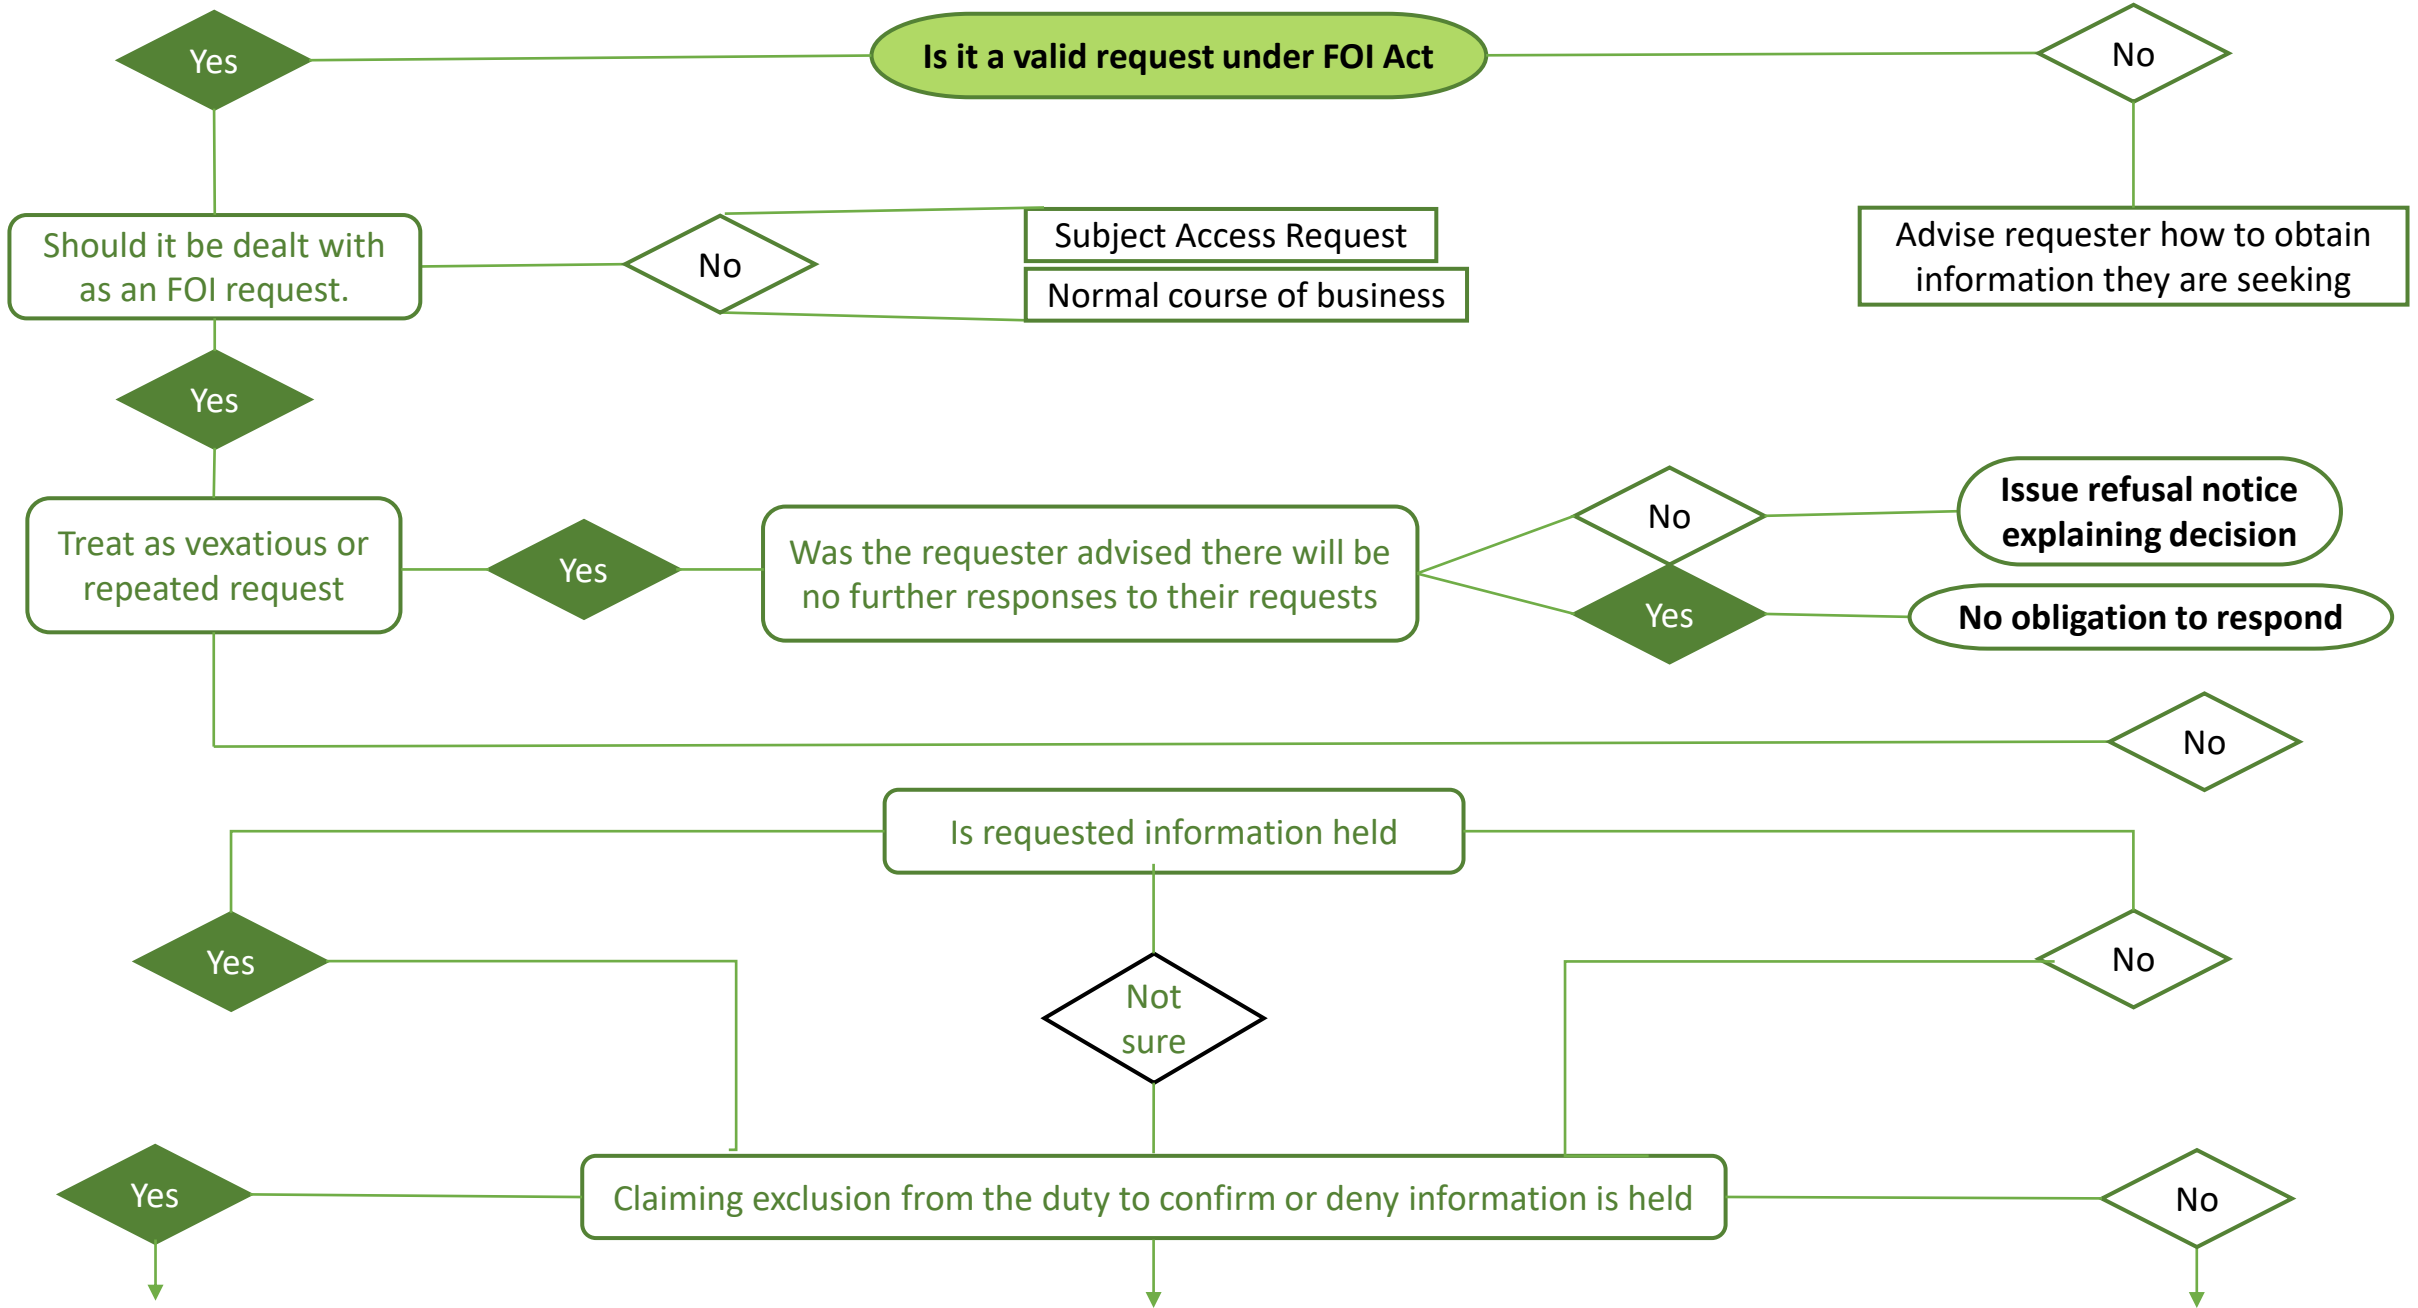 Yes
Is it a valid request under FOI Act
No
Should it be dealt with
as an FOI request.
No
Subject Access Request
Normal course of business
Advise requester how to obtain
information they are seeking
Yes
Treat as vexatious or
repeated request
Yes
Was the requester advised there will be
no further responses to their requests
No
Issue refusal notice
explaining decision
Yes
No obligation to respond
No
Is requested information held
Yes
Not
sure
No
Yes
Claiming exclusion from the duty to confirm or deny information is held
No